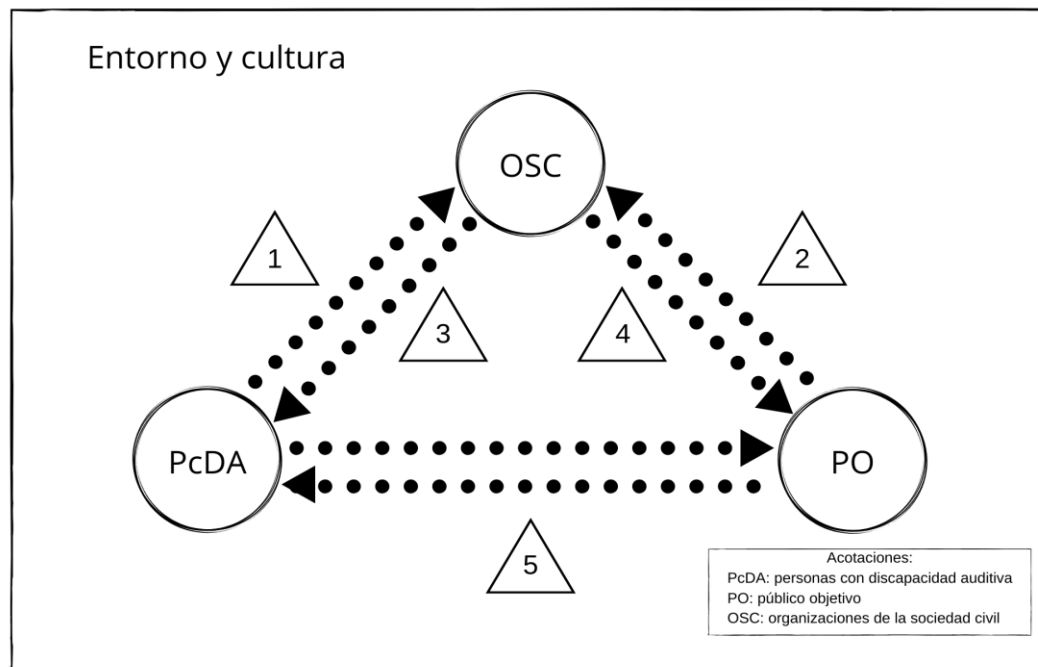 Entorno y cultura
OSC
1
2
3
4
PcDA
PO
5
Acotaciones:
PcDA: personas con discapacidad auditiva
PO: público objetivo
OSC: organizaciones de la sociedad civil